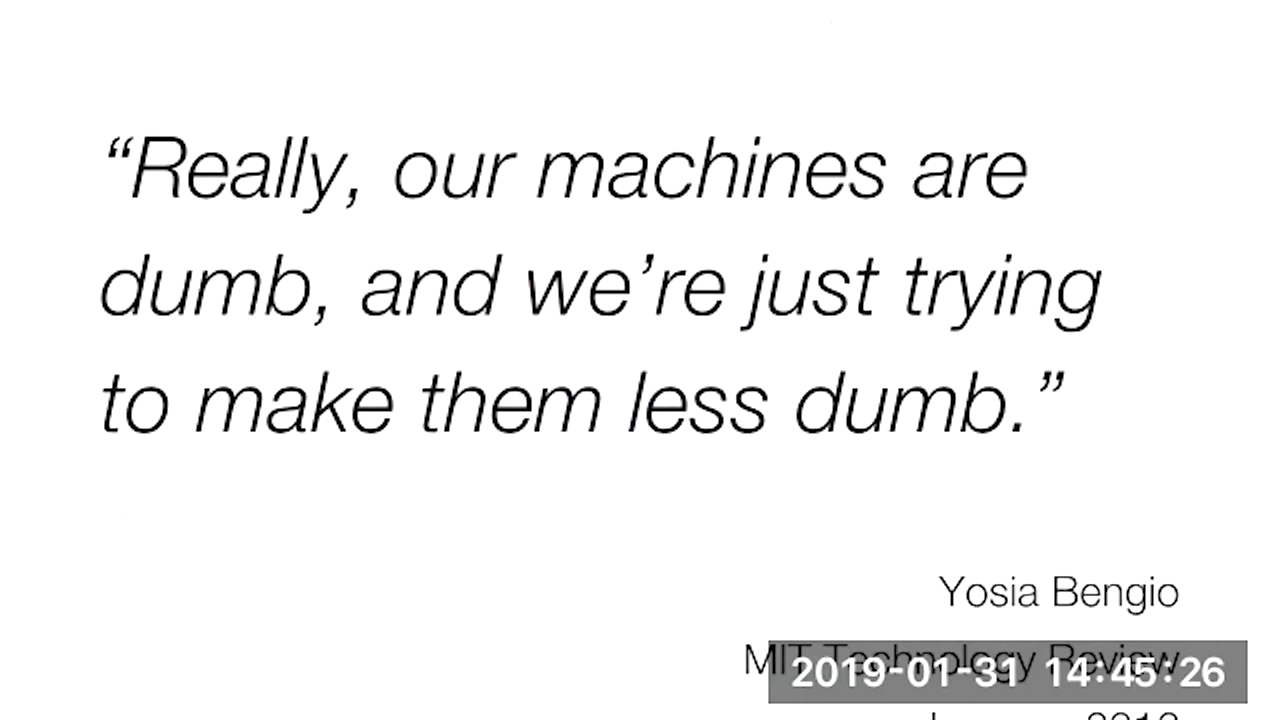 “Really, our machines are
dumb, and we’re just trying
to make them less dumb.”
Yosia Bengio
MIT Technology Review
2019-01-31 14:45:26